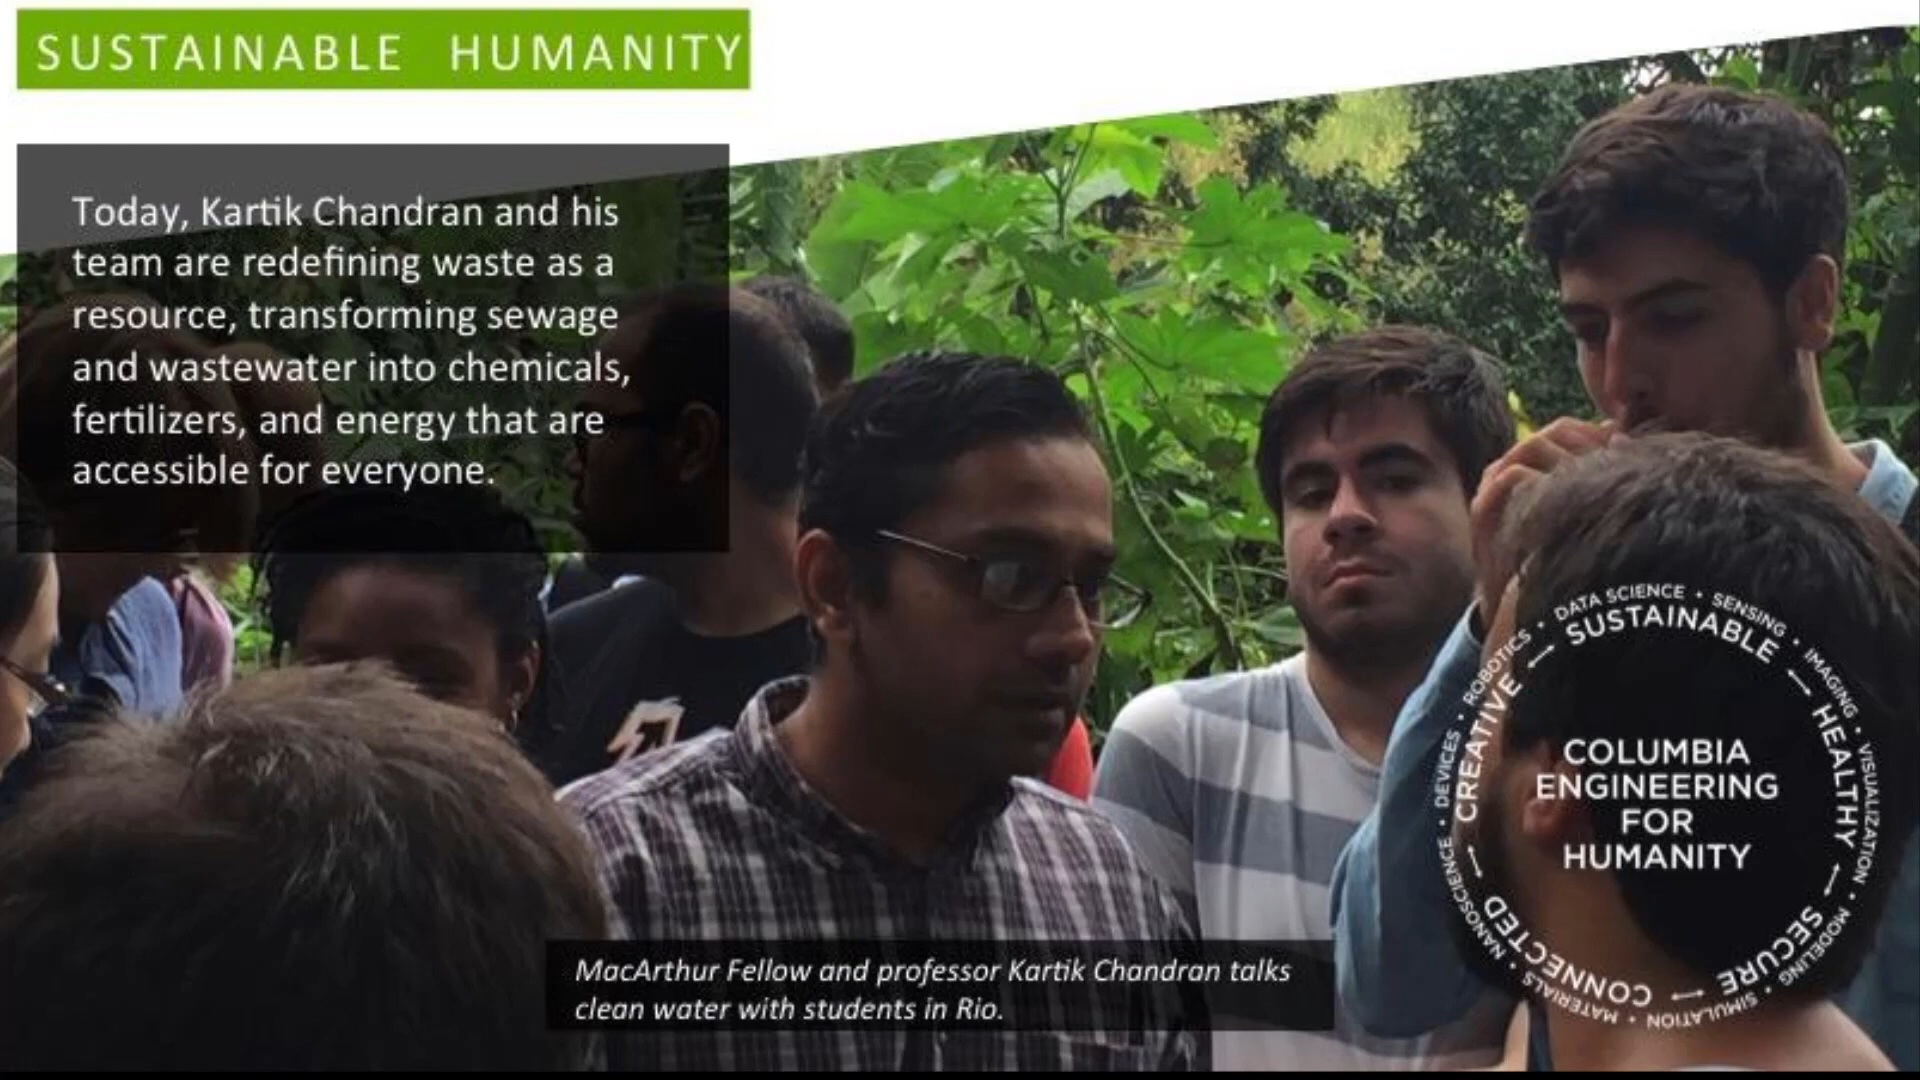 SUSTAINABLE HUMANITY
Today, Kartik Chandran and his
team are redefining waste as a
resource, transforming sewage
and wastewater into chemicals,
fertilizers, and energy that are
accessible for everyone.
MacArthur Fellow and professor Kartik Chandran talks
clean water with students in Rio.
COLUMBIA
ENGINEERING
FOR
HUMANITY
SUSTAINABLE ↔ HEALTHY ↔ SECURE ↔ CONNECTED ↔ CREATIVE ↔
DATA SCIENCE • SENSING • IMAGING • VISUALIZATION • MODELING • SIMULATION • MATERIALS • NANOSCIENCE • DEVICES • ROBOTICS •